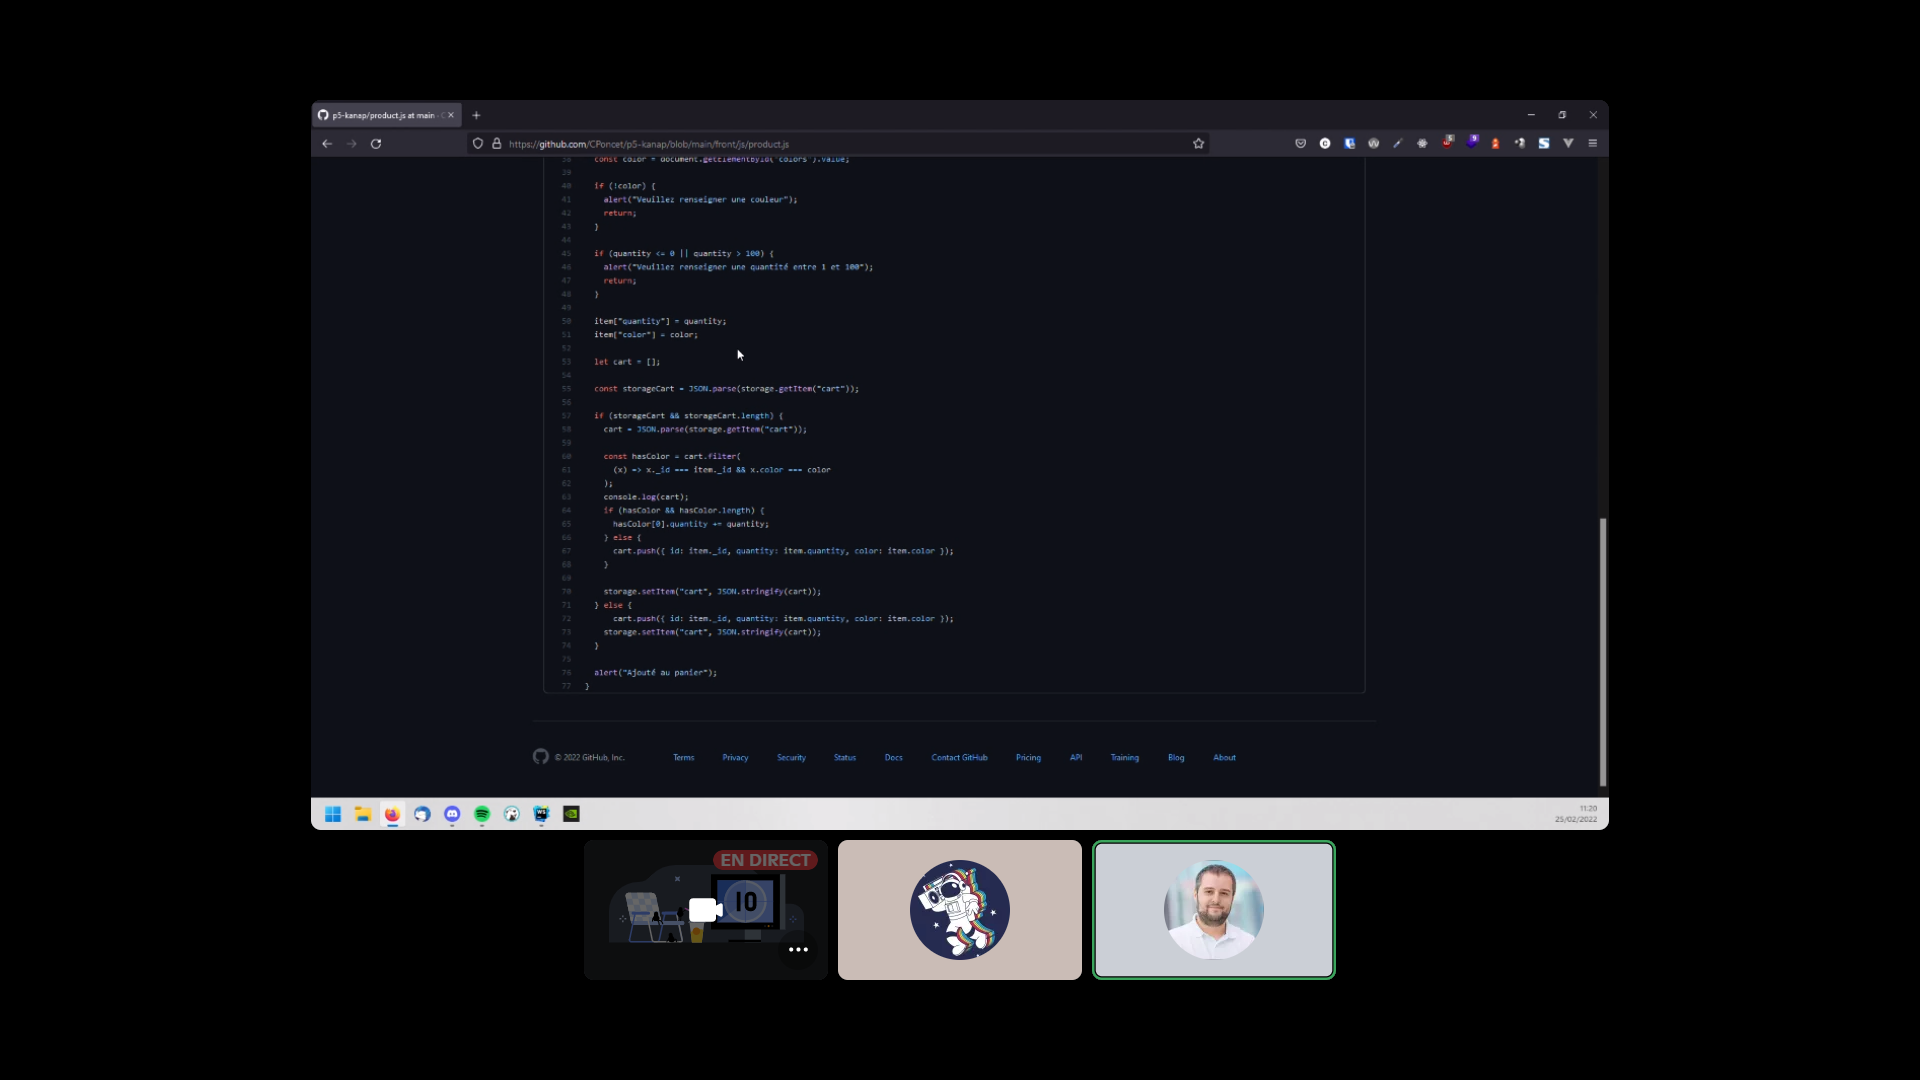 p5-kanap/product.js at main · C
https://github.com/CPoncet/p5-kanap/blob/main/front/js/product.js
38 const color = document.getElementById("colors").value;
39
40 if (!color) {
41 alert("Veuillez renseigner une couleur");
42 return;
43 }
44
45 if (quantity <= 0 || quantity > 100) {
46 alert("Veuillez renseigner une quantité entre 1 et 100");
47 return;
48 }
49
50 item["quantity"] = quantity;
51 item["color"] = color;
52
53 let cart = [];
54
55 const storageCart = JSON.parse(storage.getItem("cart"));
56
57 if (storageCart && storageCart.length) {
58 cart = JSON.parse(storage.getItem("cart"));
59
60 const hasColor = cart.filter(
61 (x) => x._id === item._id && x.color === color
62 );
63 console.log(cart);
64 if (hasColor && hasColor.length) {
65 hasColor[0].quantity += quantity;
66 } else {
67 cart.push({ id: item._id, quantity: item.quantity, color: item.color });
68 }
69
70 storage.setItem("cart", JSON.stringify(cart));
71 } else {
72 cart.push({ id: item._id, quantity: item.quantity, color: item.color });
73 storage.setItem("cart", JSON.stringify(cart));
74 }
75
76 alert("Ajouté au panier");
77 }
© 2022 GitHub, Inc. Terms Privacy Security Status Docs Contact GitHub Pricing API Training Blog About
11:20
25/02/2022
EN DIRECT
10